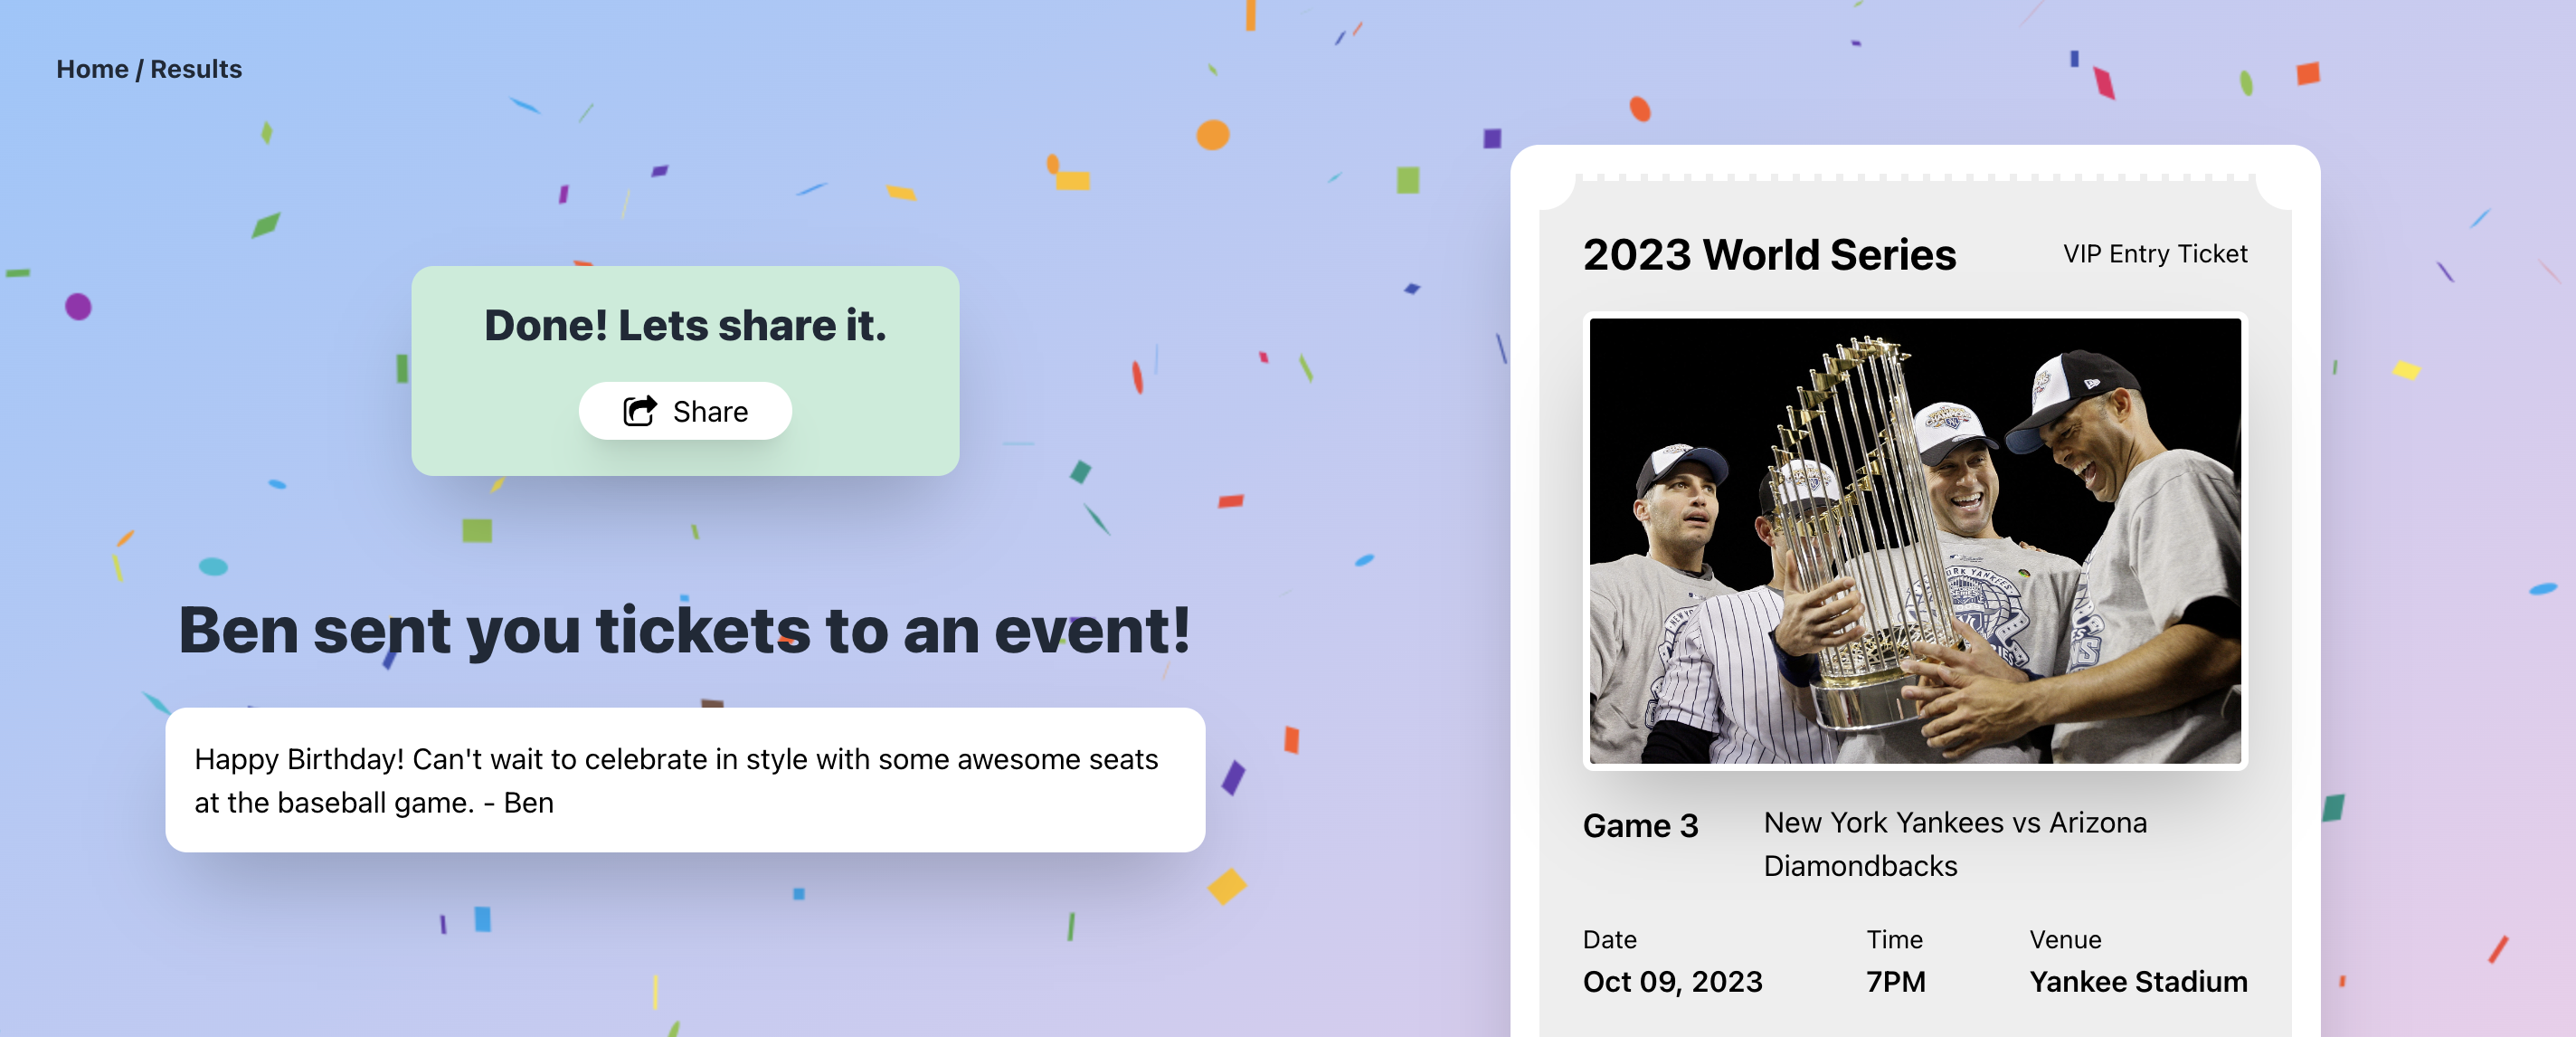 Home / Results
Done! Lets share it.
Share
Ben sent you tickets to an event!
Happy Birthday! Can't wait to celebrate in style with some awesome seats
at the baseball game. - Ben
2023 World Series
VIP Entry Ticket
Game 3
New York Yankees vs Arizona
Diamondbacks
Date
Oct 09, 2023
Time
7PM
Venue
Yankee Stadium